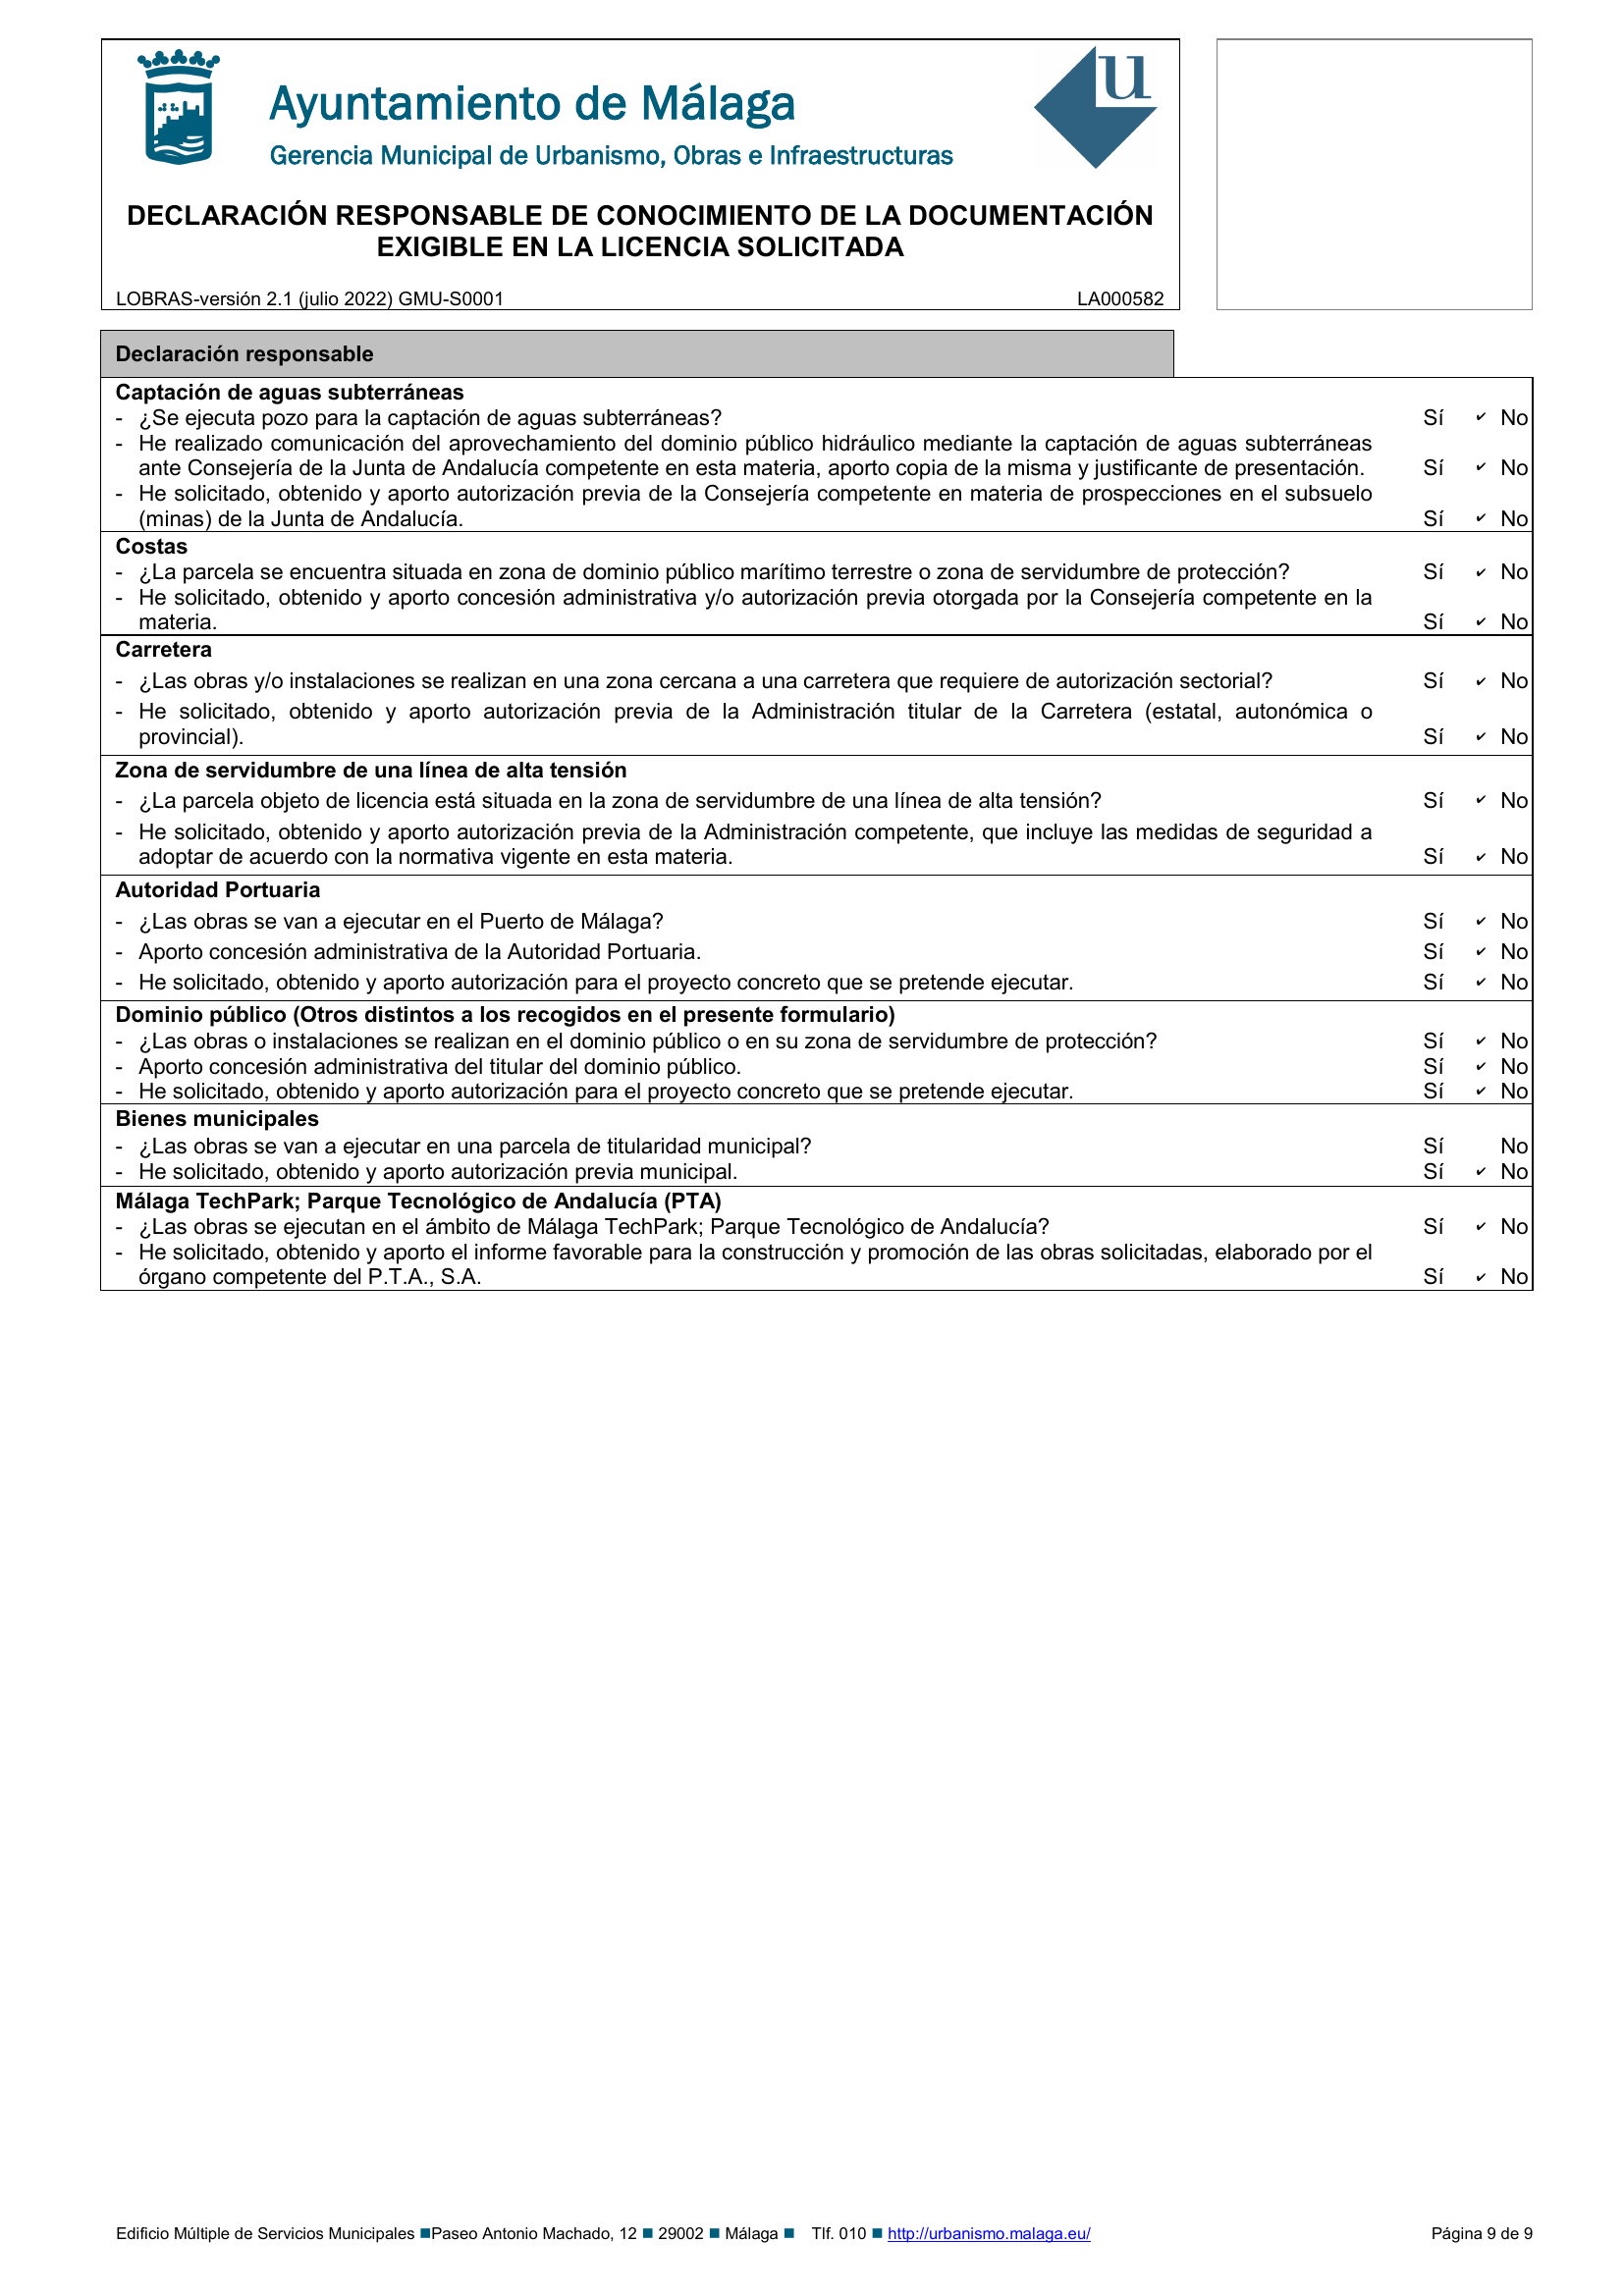 u
Ayuntamiento de Málaga
Gerencia Municipal de Urbanismo, Obras e Infraestructuras
DECLARACIÓN RESPONSABLE DE CONOCIMIENTO DE LA DOCUMENTACIÓN
EXIGIBLE EN LA LICENCIA SOLICITADA
LOBRAS-versión 2.1 (julio 2022) GMU-S0001 LA000582
Declaración responsable
Captación de aguas subterráneas
- ¿Se ejecuta pozo para la captación de aguas subterráneas? Sí ✔ No
- He realizado comunicación del aprovechamiento del dominio público hidráulico mediante la captación de aguas subterráneas
ante Consejería de la Junta de Andalucía competente en esta materia, aporto copia de la misma y justificante de presentación. Sí ✔ No
- He solicitado, obtenido y aporto autorización previa de la Consejería competente en materia de prospecciones en el subsuelo
(minas) de la Junta de Andalucía. Sí ✔ No
Costas
- ¿La parcela se encuentra situada en zona de dominio público marítimo terrestre o zona de servidumbre de protección? Sí ✔ No
- He solicitado, obtenido y aporto concesión administrativa y/o autorización previa otorgada por la Consejería competente en la
materia. Sí ✔ No
Carretera
- ¿Las obras y/o instalaciones se realizan en una zona cercana a una carretera que requiere de autorización sectorial? Sí ✔ No
- He solicitado, obtenido y aporto autorización previa de la Administración titular de la Carretera (estatal, autonómica o
provincial). Sí ✔ No
Zona de servidumbre de una línea de alta tensión
- ¿La parcela objeto de licencia está situada en la zona de servidumbre de una línea de alta tensión? Sí ✔ No
- He solicitado, obtenido y aporto autorización previa de la Administración competente, que incluye las medidas de seguridad a
adoptar de acuerdo con la normativa vigente en esta materia. Sí ✔ No
Autoridad Portuaria
- ¿Las obras se van a ejecutar en el Puerto de Málaga? Sí ✔ No
- Aporto concesión administrativa de la Autoridad Portuaria. Sí ✔ No
- He solicitado, obtenido y aporto autorización para el proyecto concreto que se pretende ejecutar. Sí ✔ No
Dominio público (Otros distintos a los recogidos en el presente formulario)
- ¿Las obras o instalaciones se realizan en el dominio público o en su zona de servidumbre de protección? Sí ✔ No
- Aporto concesión administrativa del titular del dominio público. Sí ✔ No
- He solicitado, obtenido y aporto autorización para el proyecto concreto que se pretende ejecutar. Sí ✔ No
Bienes municipales
- ¿Las obras se van a ejecutar en una parcela de titularidad municipal? Sí No
- He solicitado, obtenido y aporto autorización previa municipal. Sí ✔ No
Málaga TechPark; Parque Tecnológico de Andalucía (PTA)
- ¿Las obras se ejecutan en el ámbito de Málaga TechPark; Parque Tecnológico de Andalucía? Sí ✔ No
- He solicitado, obtenido y aporto el informe favorable para la construcción y promoción de las obras solicitadas, elaborado por el
órgano competente del P.T.A., S.A. Sí ✔ No
Edificio Múltiple de Servicios Municipales ■Paseo Antonio Machado, 12 ■ 29002 ■ Málaga ■ Tlf. 010 ■ http://urbanismo.malaga.eu/ Página 9 de 9